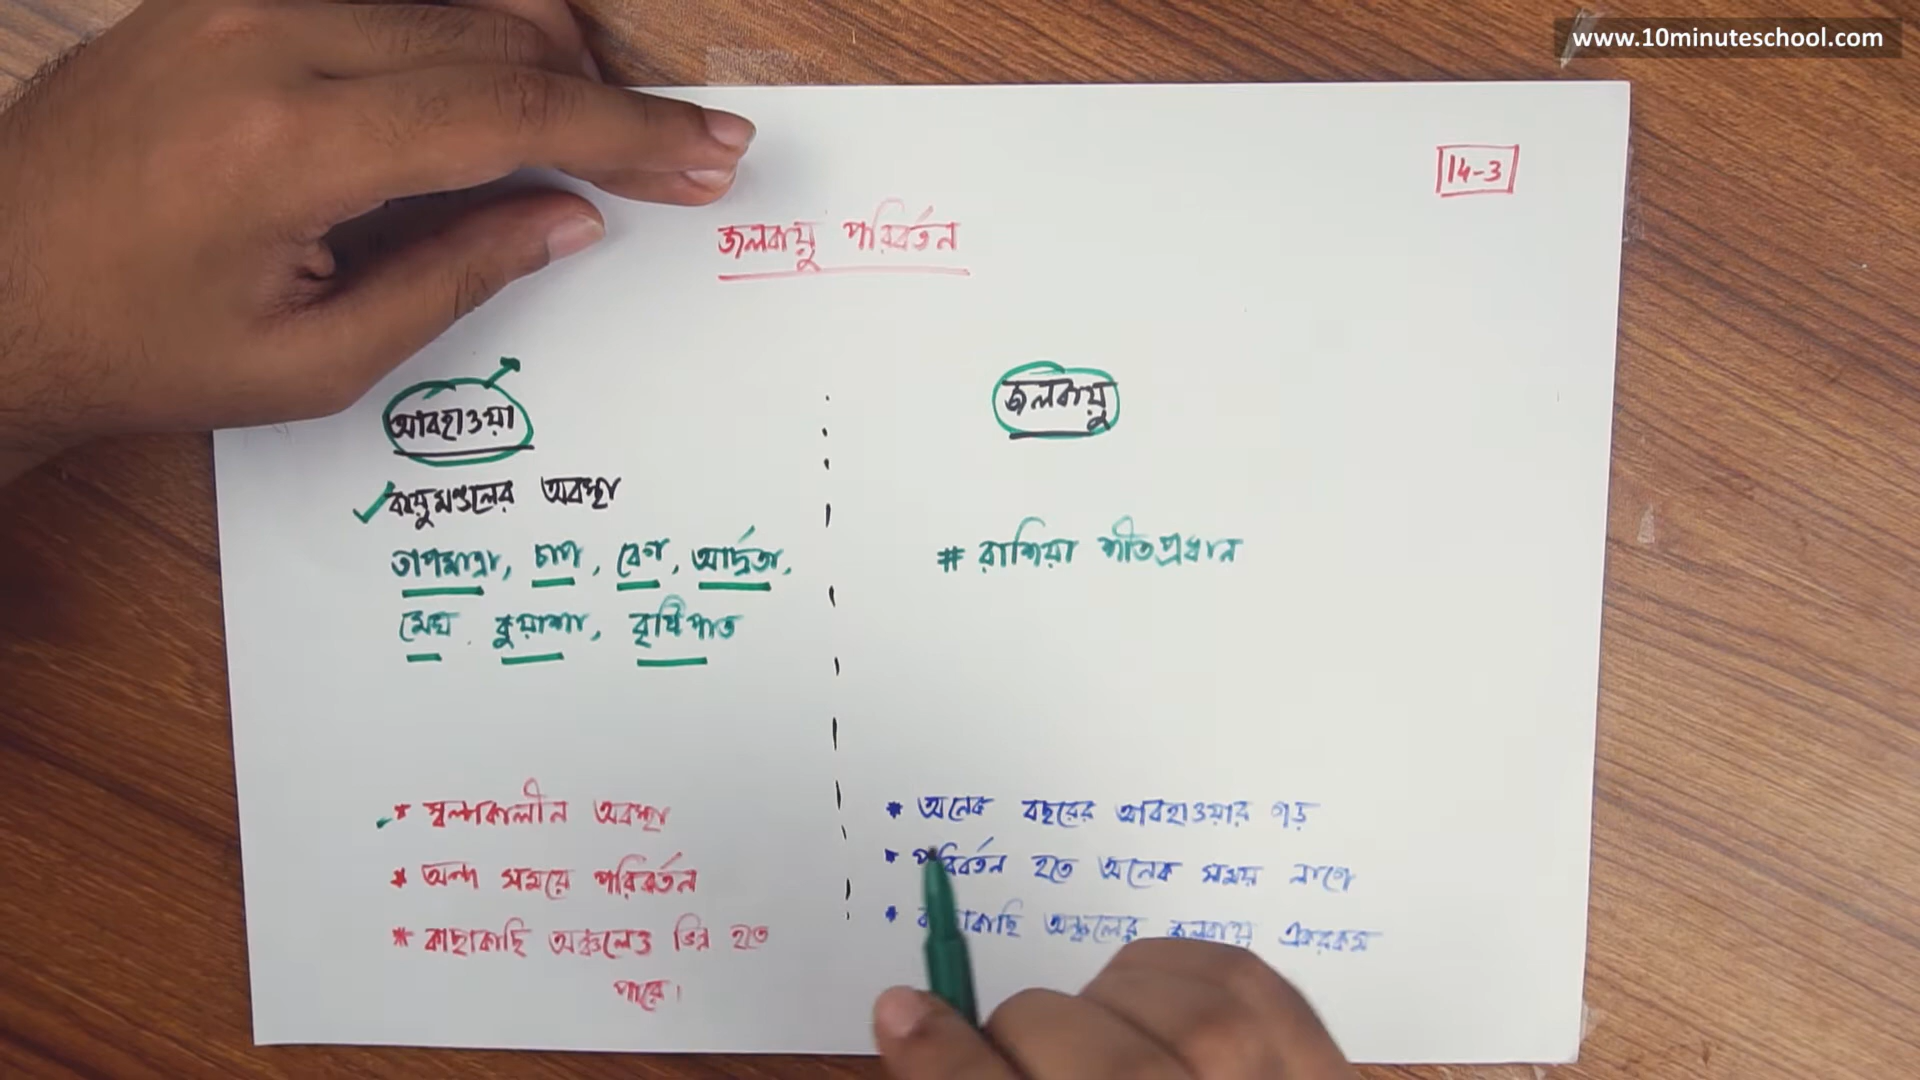 www.10minuteschool.com
14-3
জলবায়ু পরিবর্তন
আবহাওয়া
বায়ুমণ্ডলের অবস্থা
তাপমাত্রা, চাপ, বেগ, আর্দ্রতা,
মেঘ, কুয়াশা, বৃষ্টিপাত
* স্বল্পকালীন অবস্থা
* অল্প সময়ে পরিবর্তন
* কাছাকাছি অঞ্চলেও ভিন্ন হতে
পারে।
জলবায়ু
# রাশিয়া শীতপ্রধান
* অনেক বছরের আবহাওয়ার গড়
* পরিবর্তন হতে অনেক সময় লাগে
* কাছাকাছি অঞ্চলের জলবায়ু একরকম